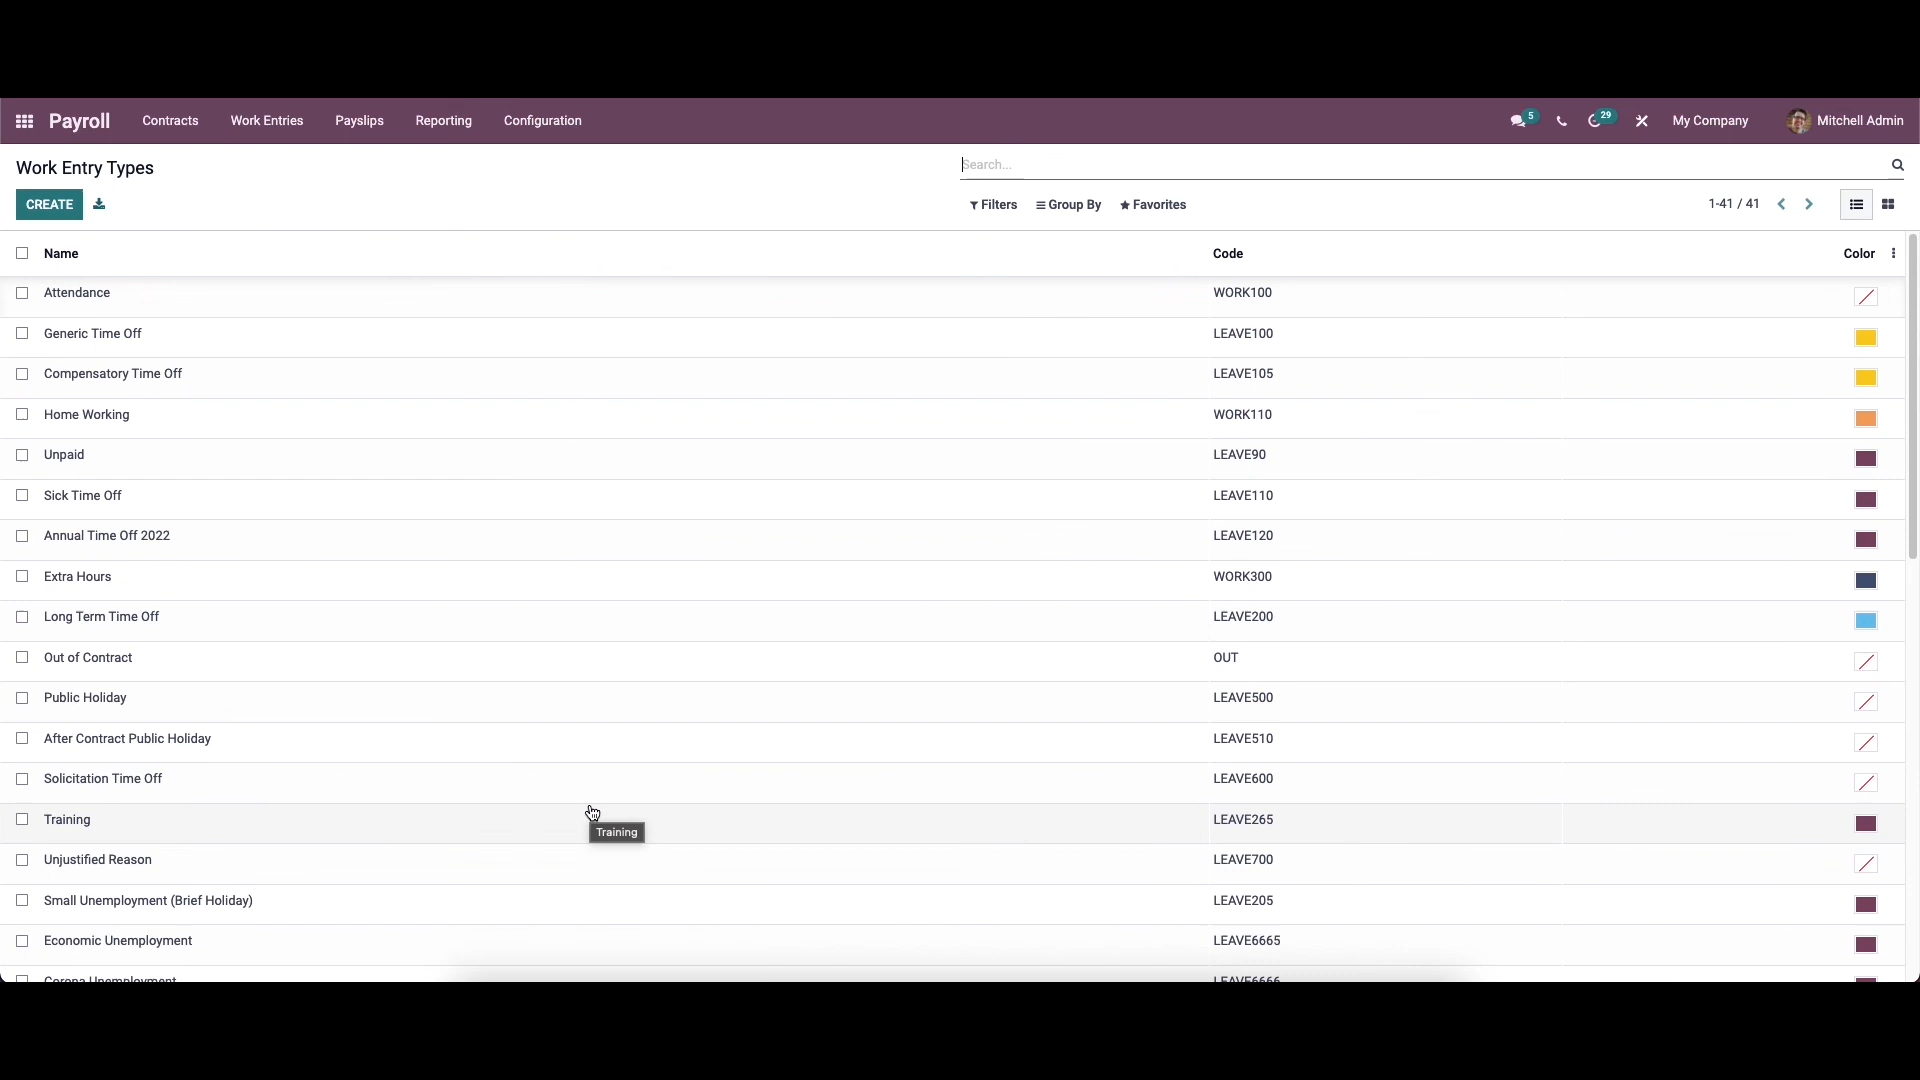 Payroll Contracts Work Entries Payslips Reporting Configuration 5 29 My Company Mitchell Admin
Work Entry Types Search...
CREATE Filters Group By Favorites 1-41 / 41
Name Code Color
Attendance WORK100
Generic Time Off LEAVE100
Compensatory Time Off LEAVE105
Home Working WORK110
Unpaid LEAVE90
Sick Time Off LEAVE110
Annual Time Off 2022 LEAVE120
Extra Hours WORK300
Long Term Time Off LEAVE200
Out of Contract OUT
Public Holiday LEAVE500
After Contract Public Holiday LEAVE510
Solicitation Time Off LEAVE600
Training LEAVE265
Training
Unjustified Reason LEAVE700
Small Unemployment (Brief Holiday) LEAVE205
Economic Unemployment LEAVE6665
Corona Unemployment LEAVE6666